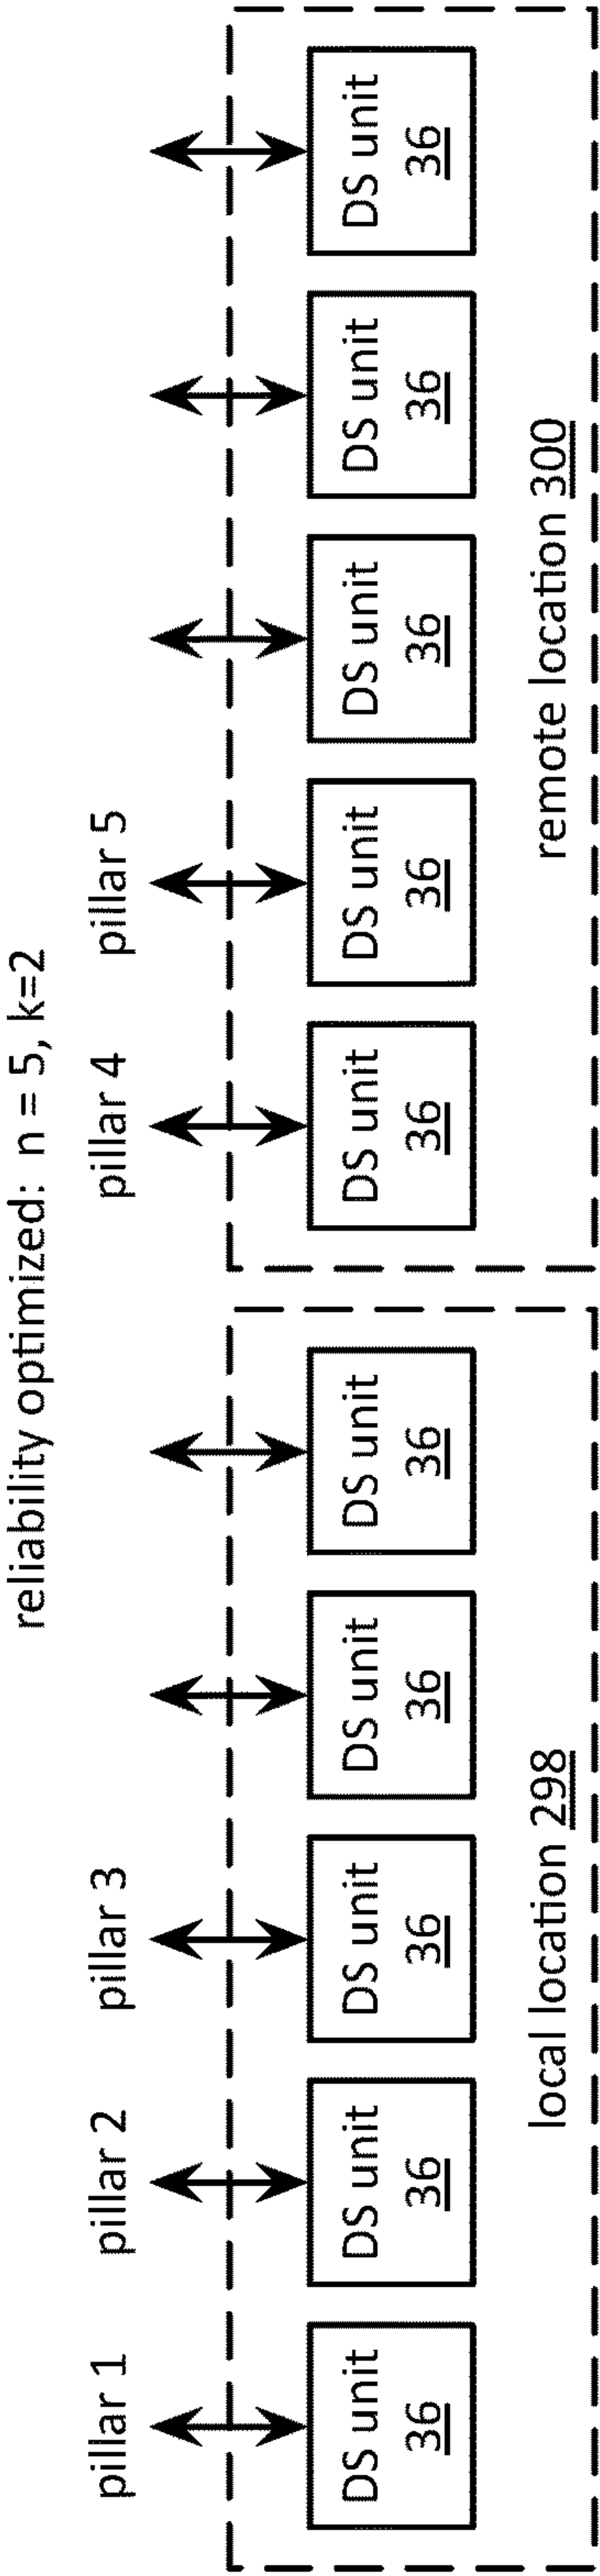 reliability optimized:  n = 5, k=2
pillar 1
pillar 2
pillar 3
pillar 4
pillar 5
DS unit
36
DS unit
36
DS unit
36
DS unit
36
DS unit
36
DS unit
36
DS unit
36
DS unit
36
DS unit
36
DS unit
36
local location 298
remote location 300